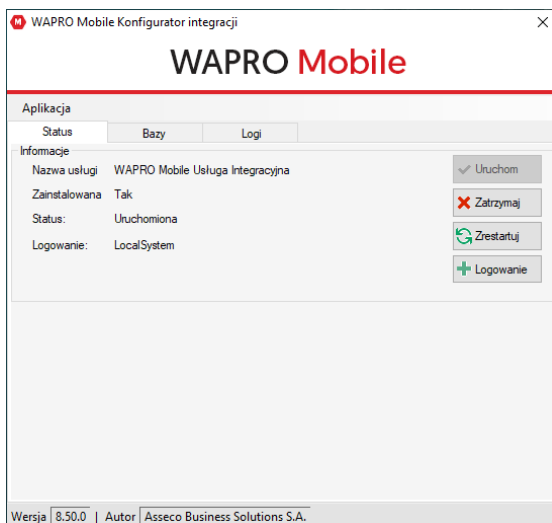 WAPRO Mobile Konfigurator integracji
WAPRO Mobile
Aplikacja
Status Bazy Logi
Informacje
Nazwa usługi WAPRO Mobile Usługa Integracyjna
Uruchom
Zainstalowana Tak
Zatrzymaj
Status: Uruchomiona
Zrestartuj
Logowanie: LocalSystem
Logowanie
Wersja 8.50.0 | Autor Asseco Business Solutions S.A.